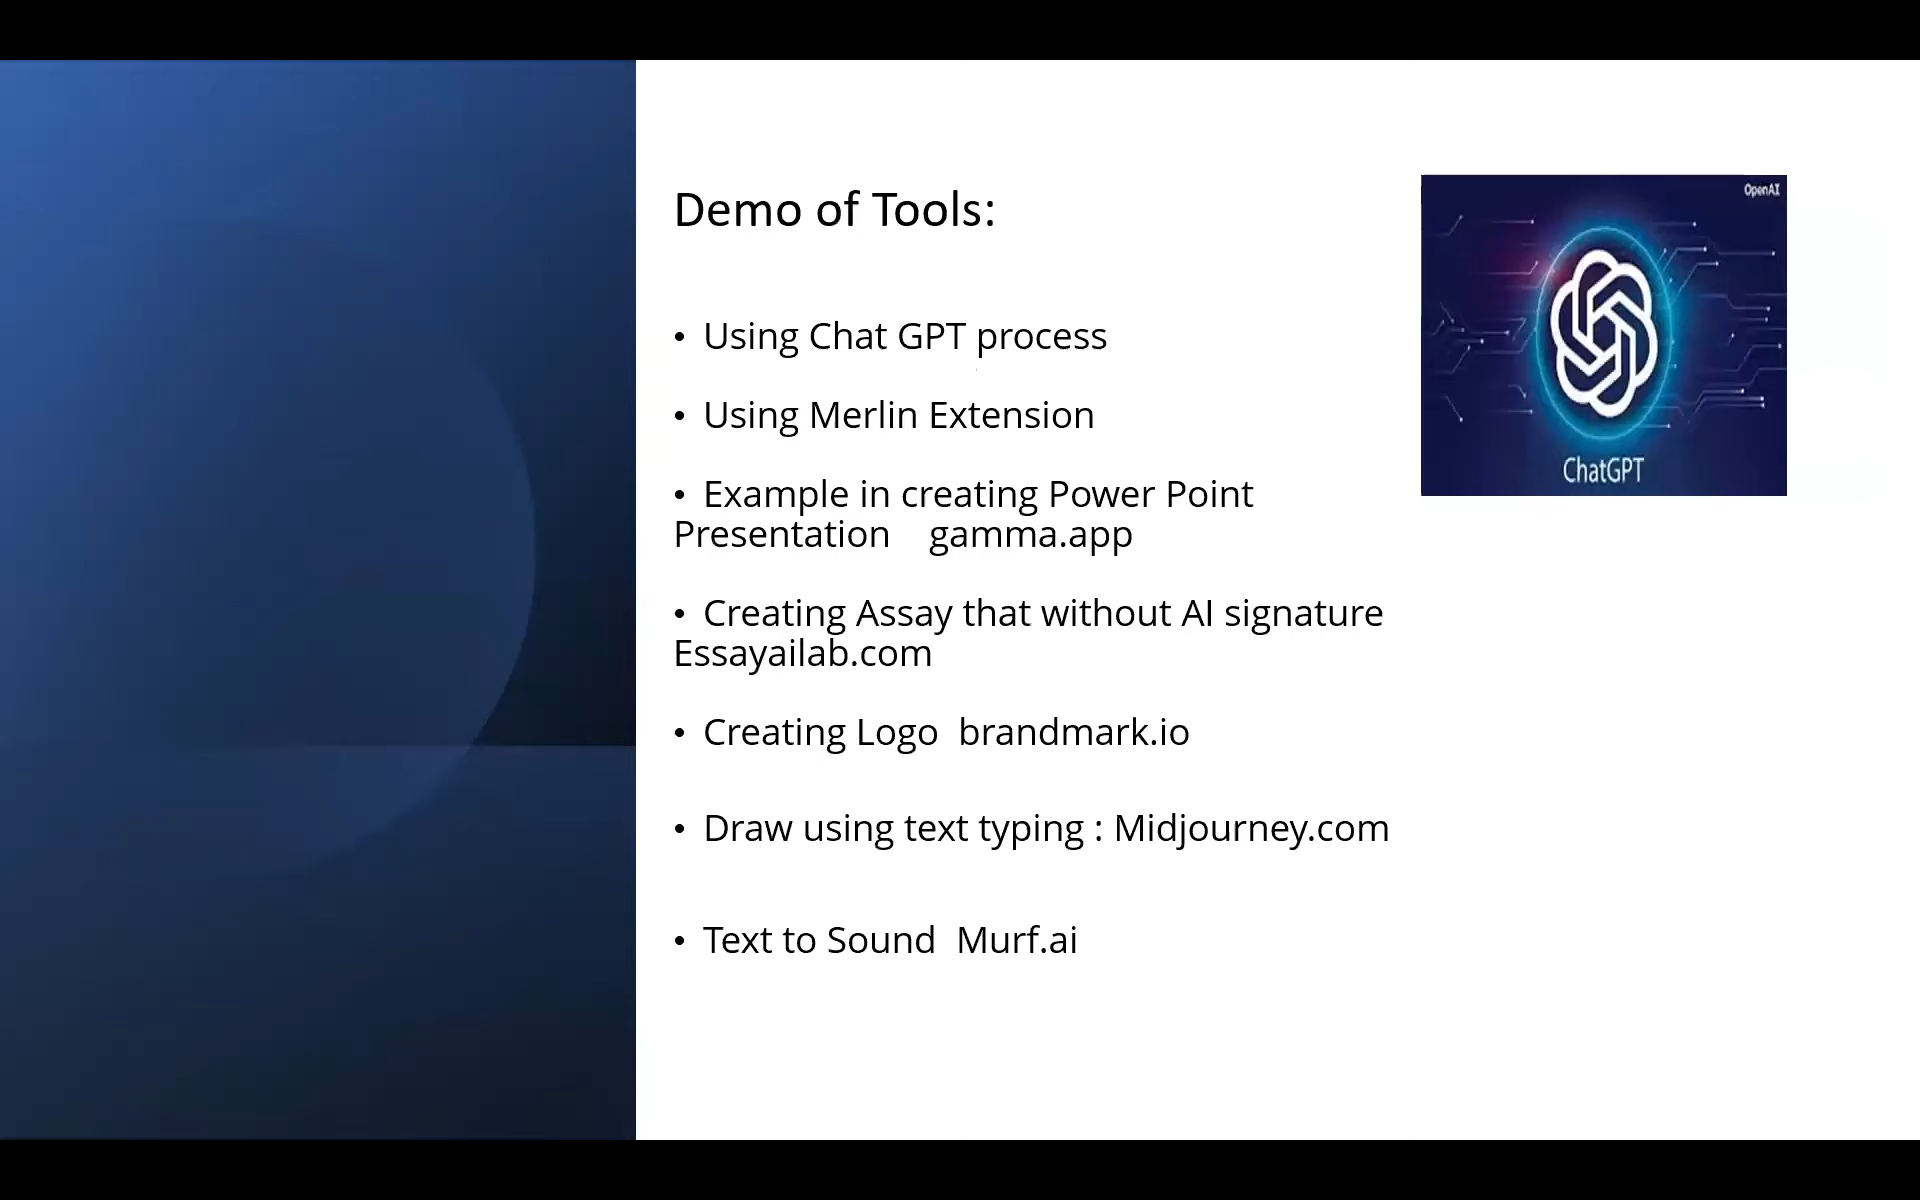 Demo of Tools:
OpenAI
ChatGPT
• Using Chat GPT process
• Using Merlin Extension
• Example in creating Power Point
Presentation    gamma.app
• Creating Assay that without AI signature
Essayailab.com
• Creating Logo  brandmark.io
• Draw using text typing : Midjourney.com
• Text to Sound  Murf.ai